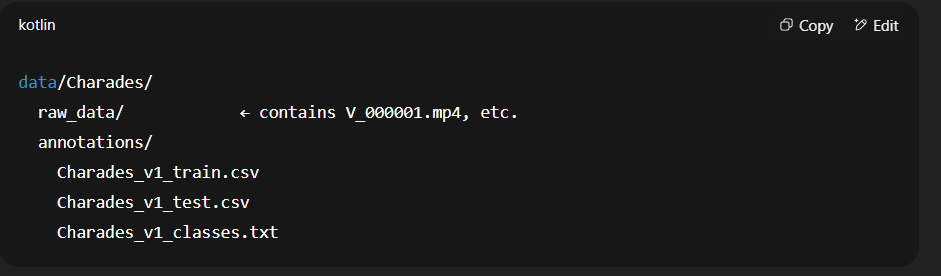 kotlin
Copy
Edit
data/Charades/
raw_data/ ← contains V_000001.mp4, etc.
annotations/
Charades_v1_train.csv
Charades_v1_test.csv
Charades_v1_classes.txt